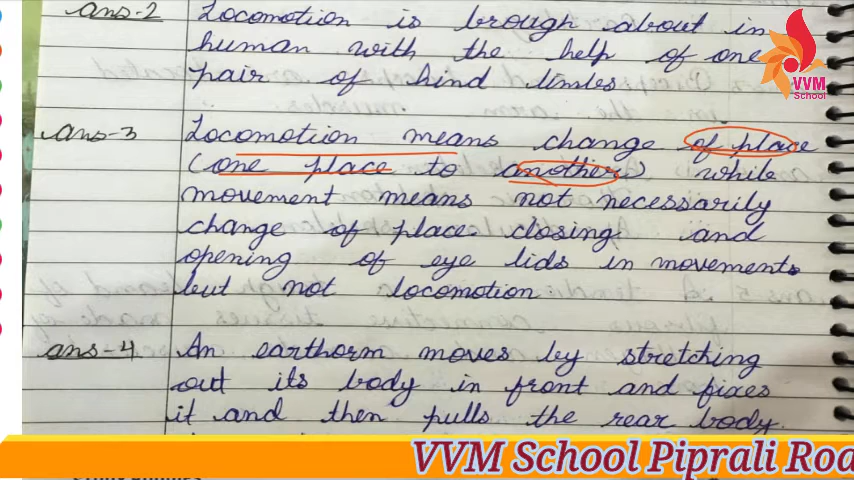 ans-2 Locomotion is brough about in
human with the help of one
pair of hind limbs
VVM
School
ans-3 Locomotion means change of place
(one place to another) while
movement means not necessarily
change of place. closing and
opening of eye lids in movements
but not locomotion
ans-4 An earthorm moves by stretching
out its body in front and fixes
it and then pulls the rear body.
VVM School Piprali Roa